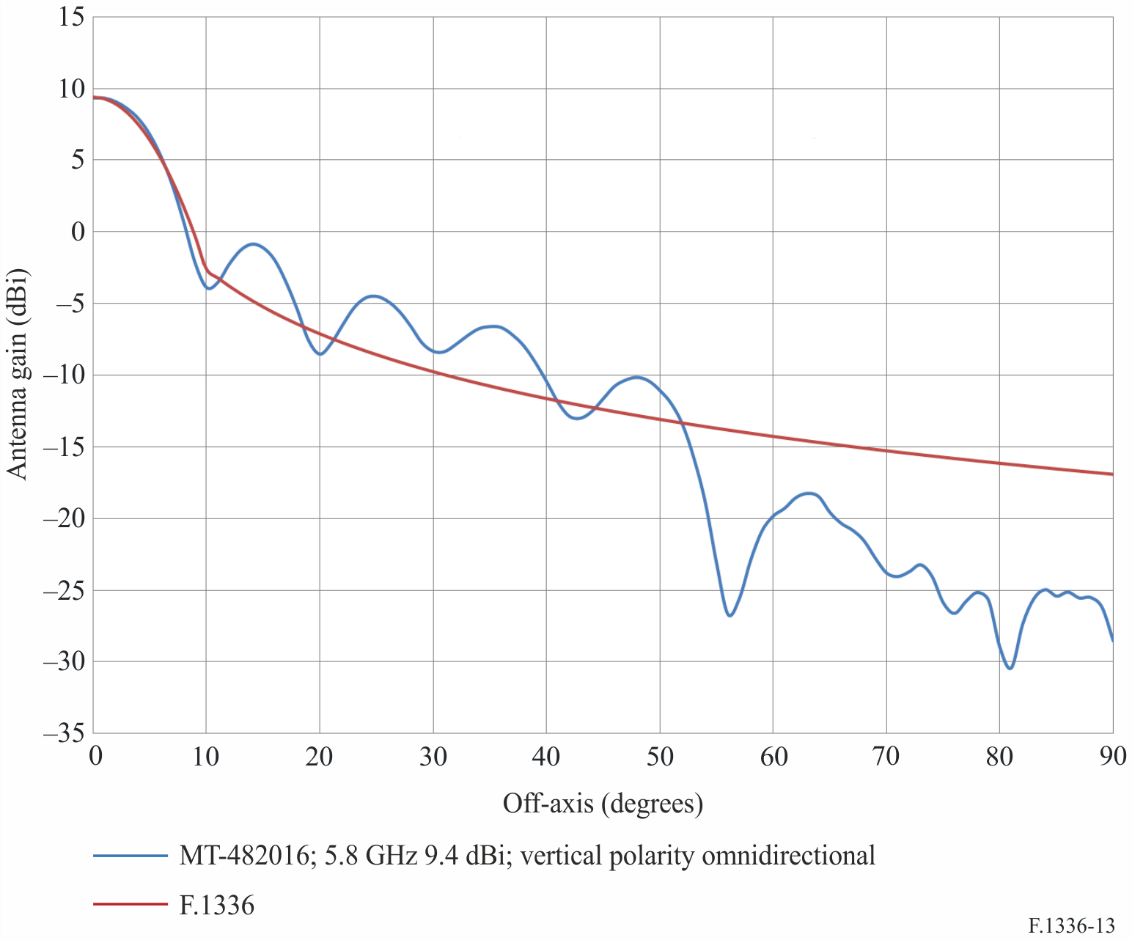 15
10
5
0
–5
–10
–15
–20
–25
–30
–35
Antenna gain (dBi)
0 10 20 30 40 50 60 70 80 90
Off-axis (degrees)
MT-482016; 5.8 GHz 9.4 dBi; vertical polarity omnidirectional
F.1336
F.1336-13